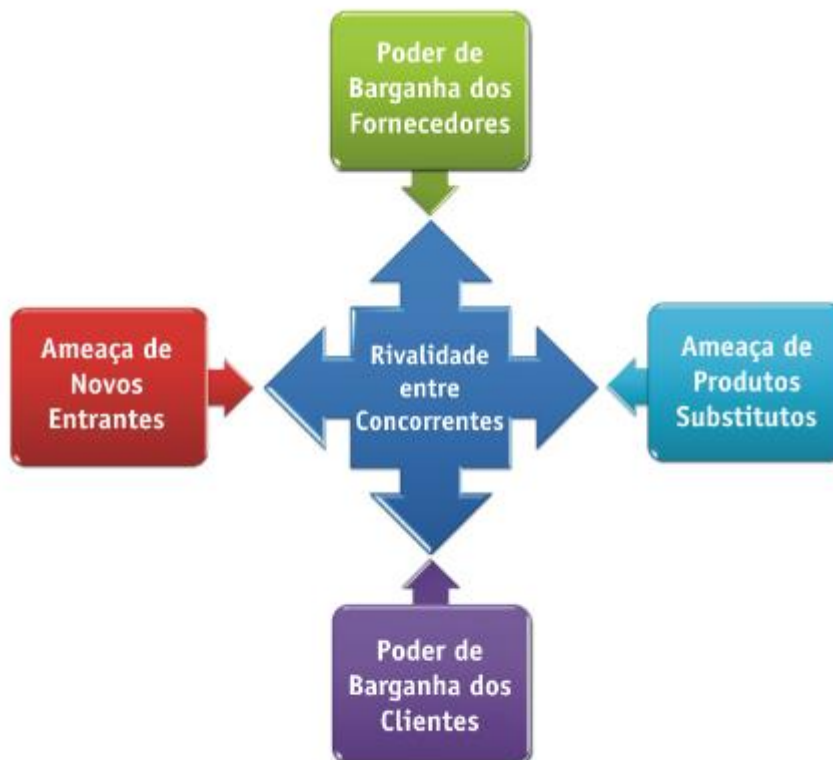 Poder de
Barganha dos
Fornecedores
Ameaça de
Novos
Entrantes
Rivalidade
entre
Concorrentes
Ameaça de
Produtos
Substitutos
Poder de
Barganha dos
Clientes